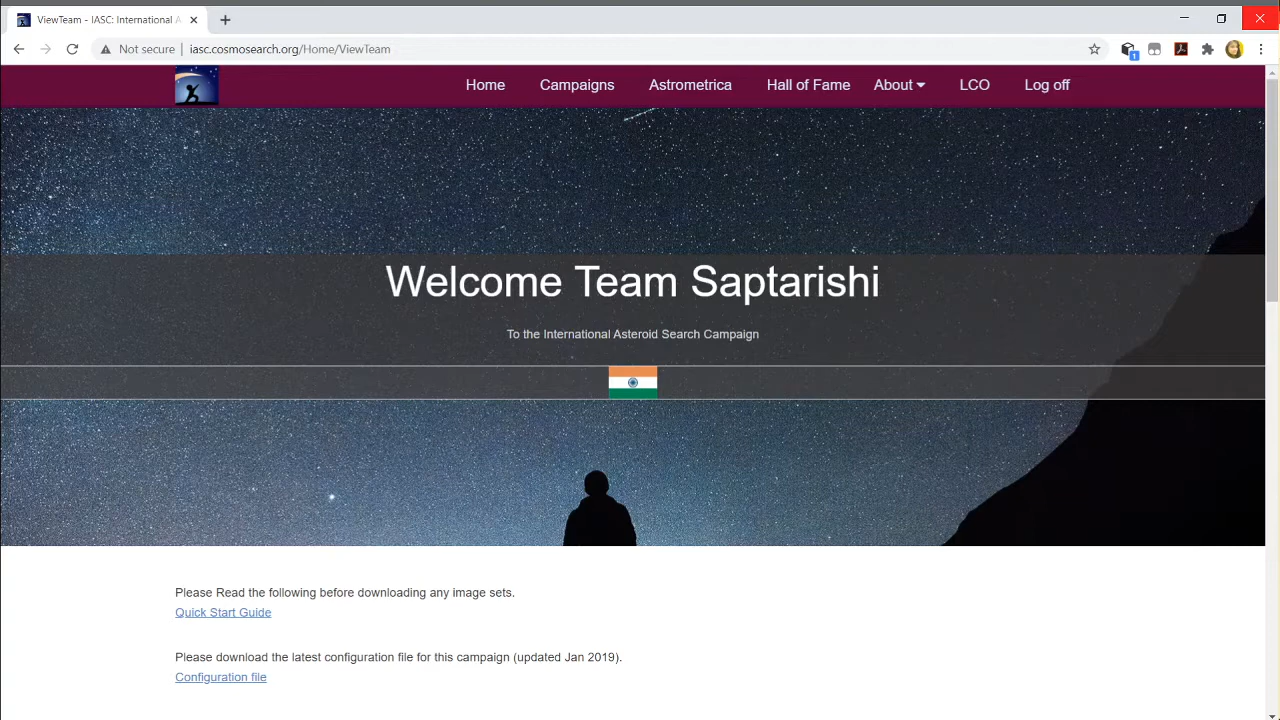 ViewTeam - IASC: International A
Not secure | iasc.cosmosearch.org/Home/ViewTeam
1
Home Campaigns Astrometrica Hall of Fame About LCO Log off
Welcome Team Saptarishi
To the International Asteroid Search Campaign
Please Read the following before downloading any image sets.
Quick Start Guide
Please download the latest configuration file for this campaign (updated Jan 2019).
Configuration file